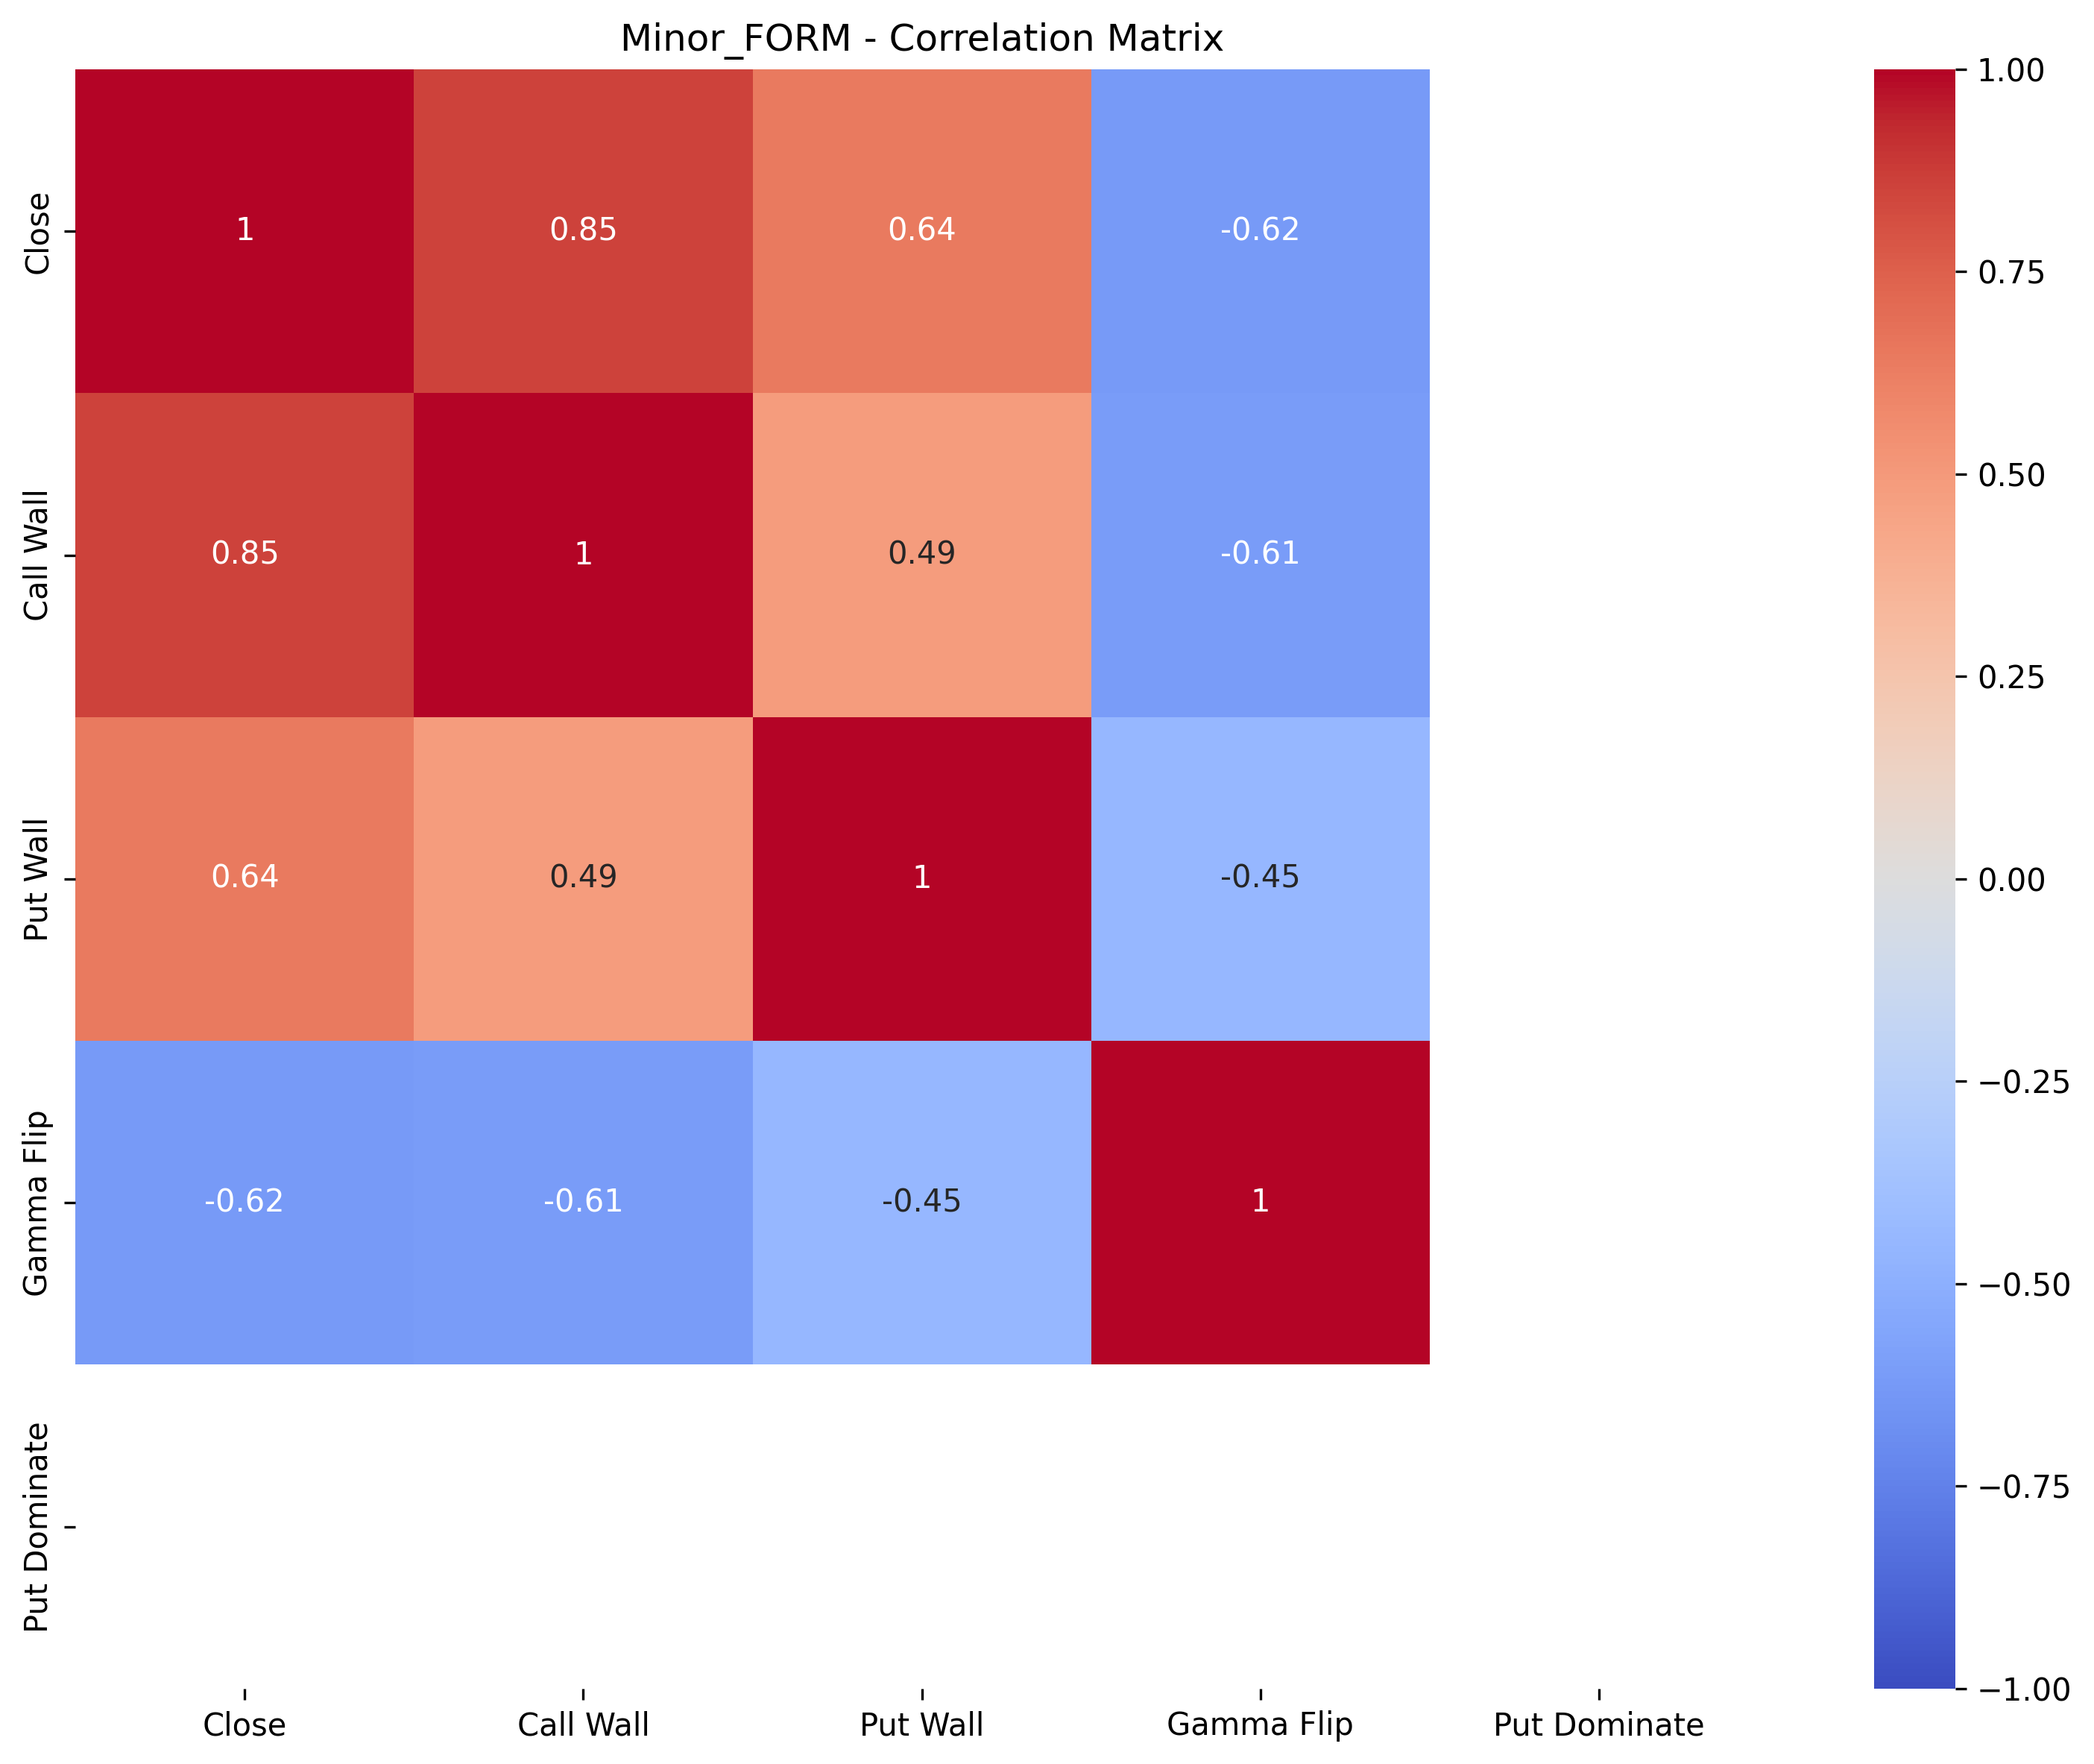 Minor_FORM - Correlation Matrix
Close
1
0.85
0.64
-0.62
Call Wall
0.85
1
0.49
-0.61
Put Wall
0.64
0.49
1
-0.45
Gamma Flip
-0.62
-0.61
-0.45
1
Put Dominate
Close
Call Wall
Put Wall
Gamma Flip
Put Dominate
1.00
0.75
0.50
0.25
0.00
−0.25
−0.50
−0.75
−1.00